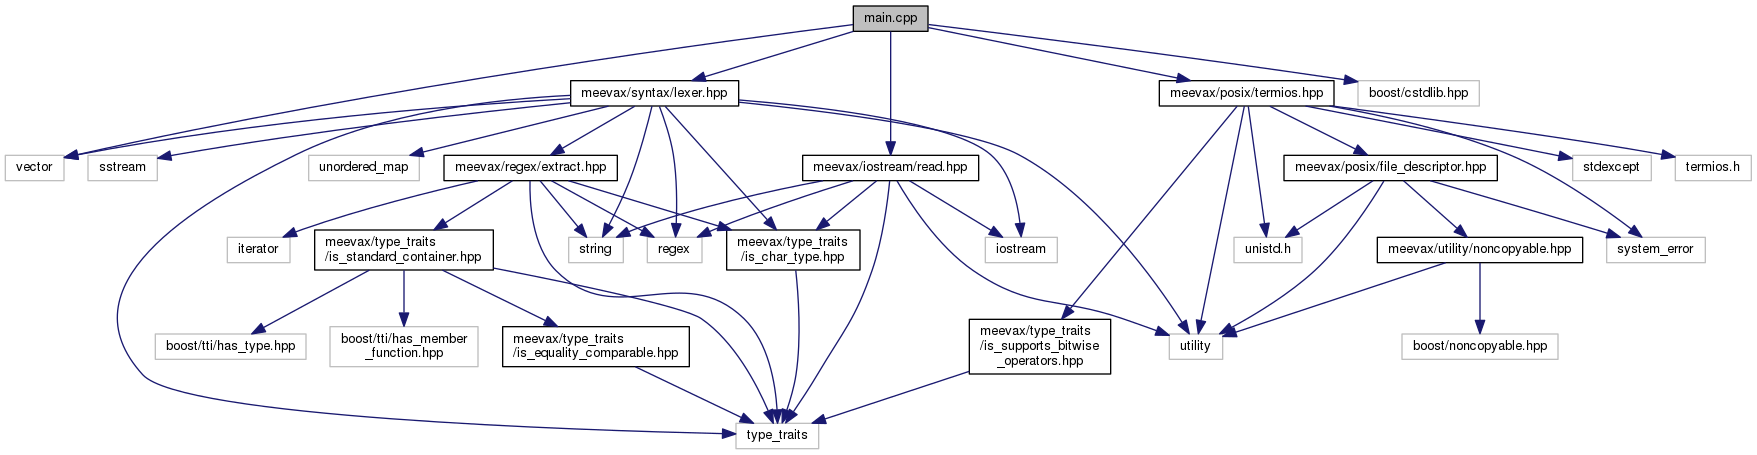 main.cpp
meevax/syntax/lexer.hpp
meevax/posix/termios.hpp
boost/cstdlib.hpp
vector
sstream
unordered_map
meevax/regex/extract.hpp
meevax/iostream/read.hpp
meevax/posix/file_descriptor.hpp
stdexcept
termios.h
iterator
meevax/type_traits
/is_standard_container.hpp
string
regex
meevax/type_traits
/is_char_type.hpp
iostream
unistd.h
meevax/utility/noncopyable.hpp
system_error
boost/tti/has_type.hpp
boost/tti/has_member
_function.hpp
meevax/type_traits
/is_equality_comparable.hpp
meevax/type_traits
/is_supports_bitwise
_operators.hpp
utility
boost/noncopyable.hpp
type_traits